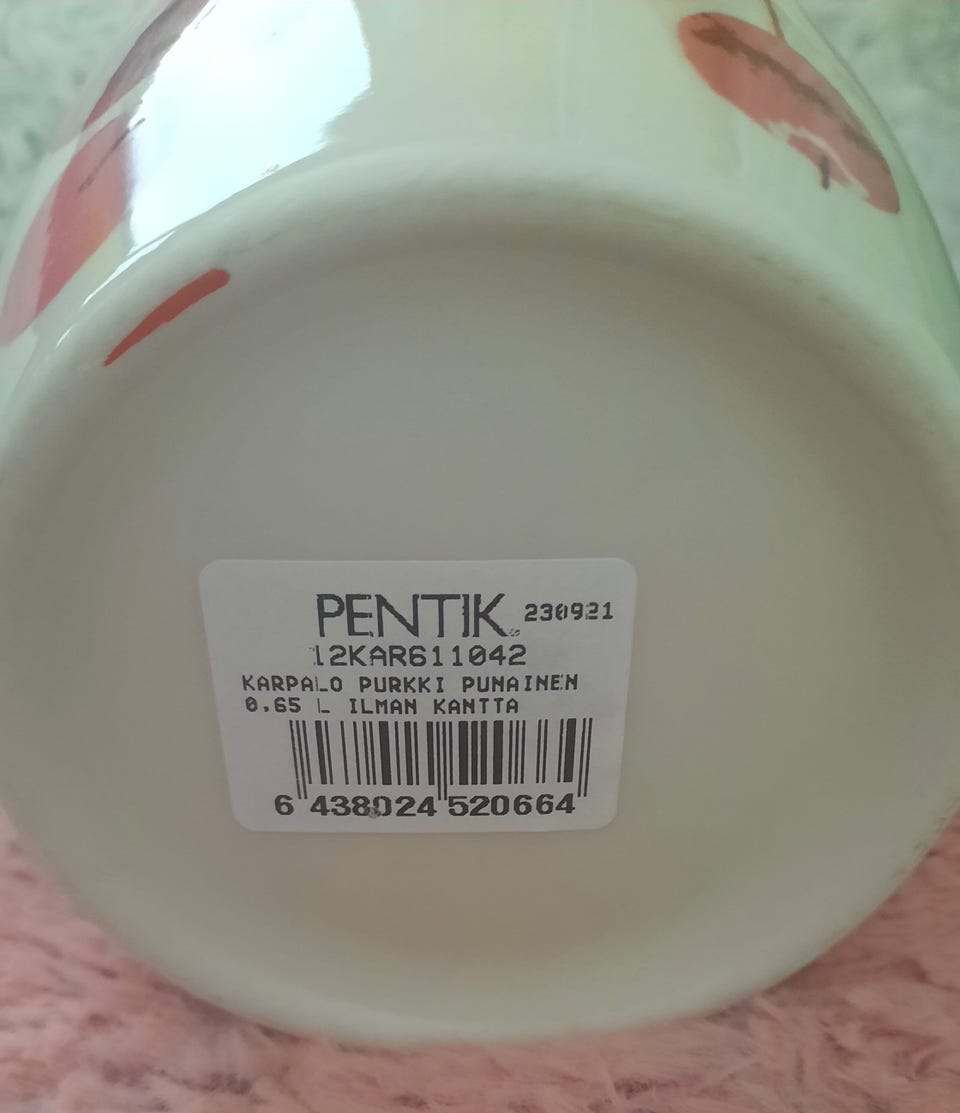 PENTIK 230921
12KAR611042
KARPALO PURKKI PUNAINEN
0,65 L ILMAN KANTTA
6 438024 520664